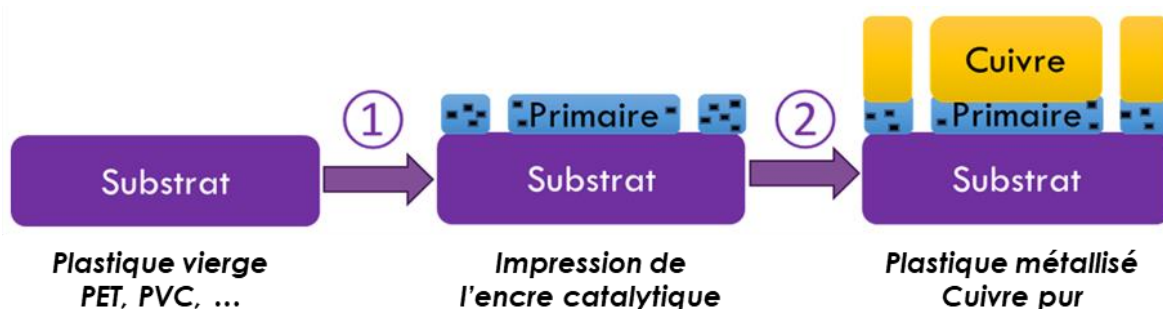 Substrat
Plastique vierge
PET, PVC, ...
1
Primaire
Substrat
Impression de
l'encre catalytique
2
Cuivre
Primaire
Substrat
Plastique métallisé
Cuivre pur